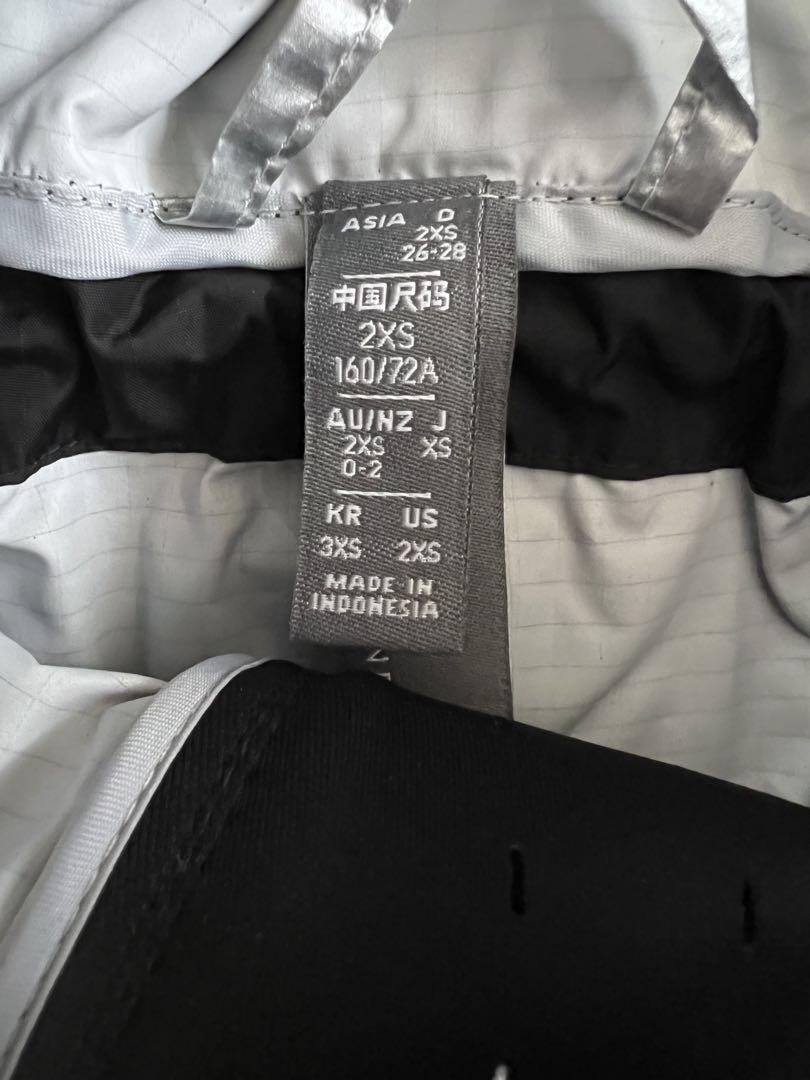 ASIA D
2XS
26-28
中国尺码
2XS
160/72A
AU/NZ J
2XS XS
0-2
KR US
3XS 2XS
MADE IN
INDONESIA